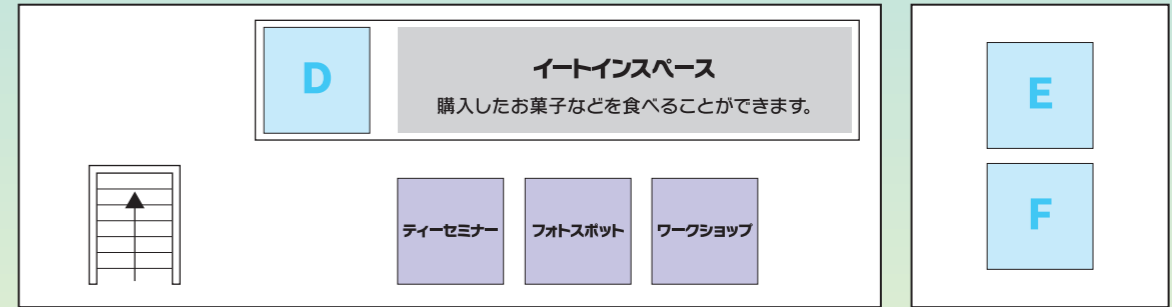 D
イートインスペース
購入したお菓子などを食べることができます。
ティーセミナー
フォトスポット
ワークショップ
E
F